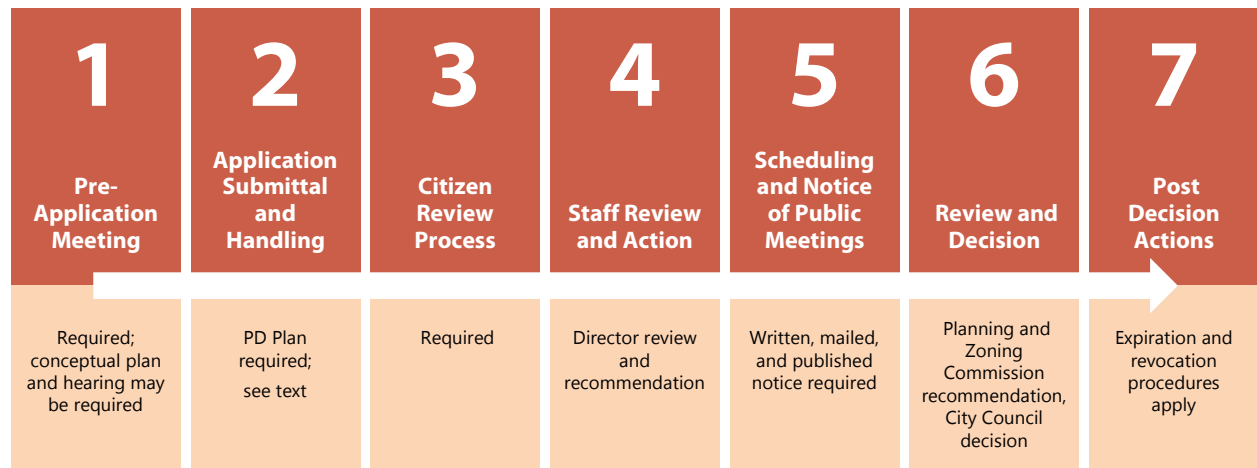 1
Pre-
Application
Meeting
Required;
conceptual plan
and hearing may
be required
2
Application
Submittal
and
Handling
PD Plan
required;
see text
3
Citizen
Review
Process
Required
4
Staff Review
and Action
Director review
and
recommendation
5
Scheduling
and Notice
of Public
Meetings
Written, mailed,
and published
notice required
6
Review and
Decision
Planning and
Zoning
Commission
recommendation,
City Council
decision
7
Post
Decision
Actions
Expiration and
revocation
procedures
apply